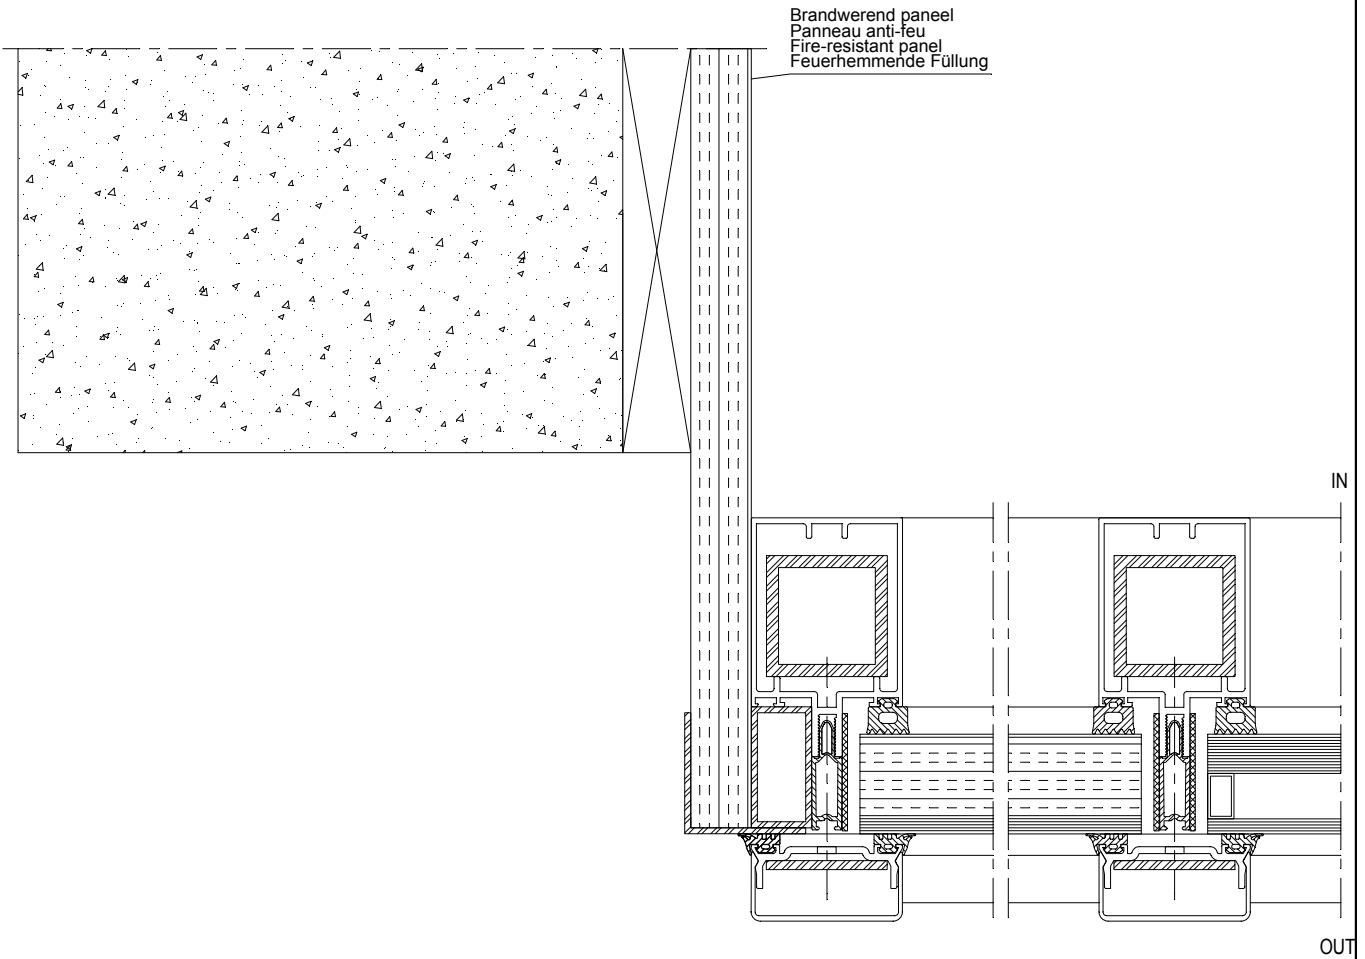 Brandwerend paneel
Panneau anti-feu
Fire-resistant panel
Feuerhemmende Füllung
IN
OUT